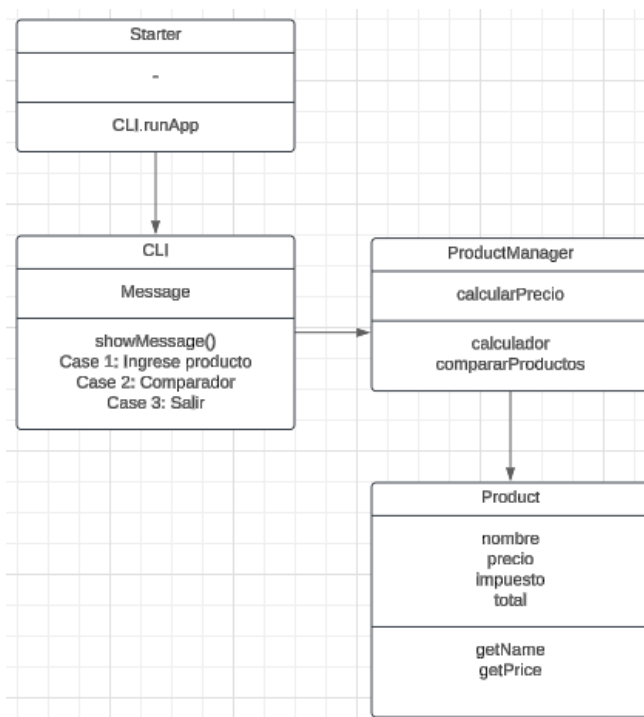 Starter
-
CLI.runApp
CLI
Message
showMessage()
Case 1; Ingrese producto
Case 2: Comparador
Case 3: Salir
ProductManager
calcularPrecio
calculador
compararProductos
Product
nombre
precio
impuesto
total
getName
getPrice